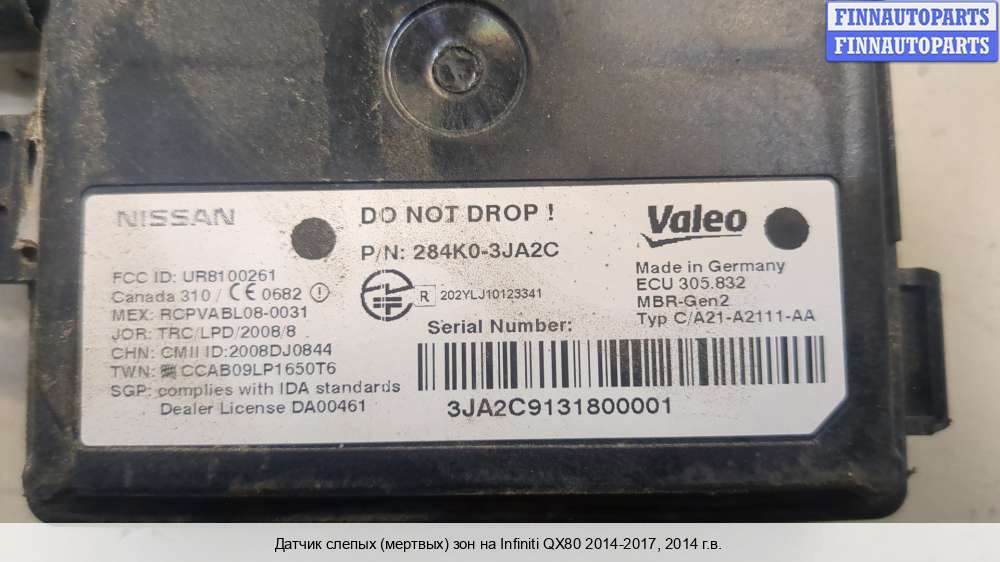 FINNAUTOPARTS
FINNAUTOPARTS
NISSAN
DO NOT DROP !
P/N: 284K0-3JA2C
Valeo
FCC ID: UR8100261
Canada 310 / CE 0682
MEX: RCPVABL08-0031
JOR: TRC/LPD/2008/8
CHN: CMII ID:2008DJ0844
TWN: CCAB09LP1650T6
SGP: complies with IDA standards
Dealer License DA00461
R 202YLJ10123341
Made in Germany
ECU 305.832
MBR-Gen2
Typ C/A21-A2111-AA
Serial Number:
3JA2C9131800001
Датчик слепых (мертвых) зон на Infiniti QX80 2014-2017, 2014 г.в.